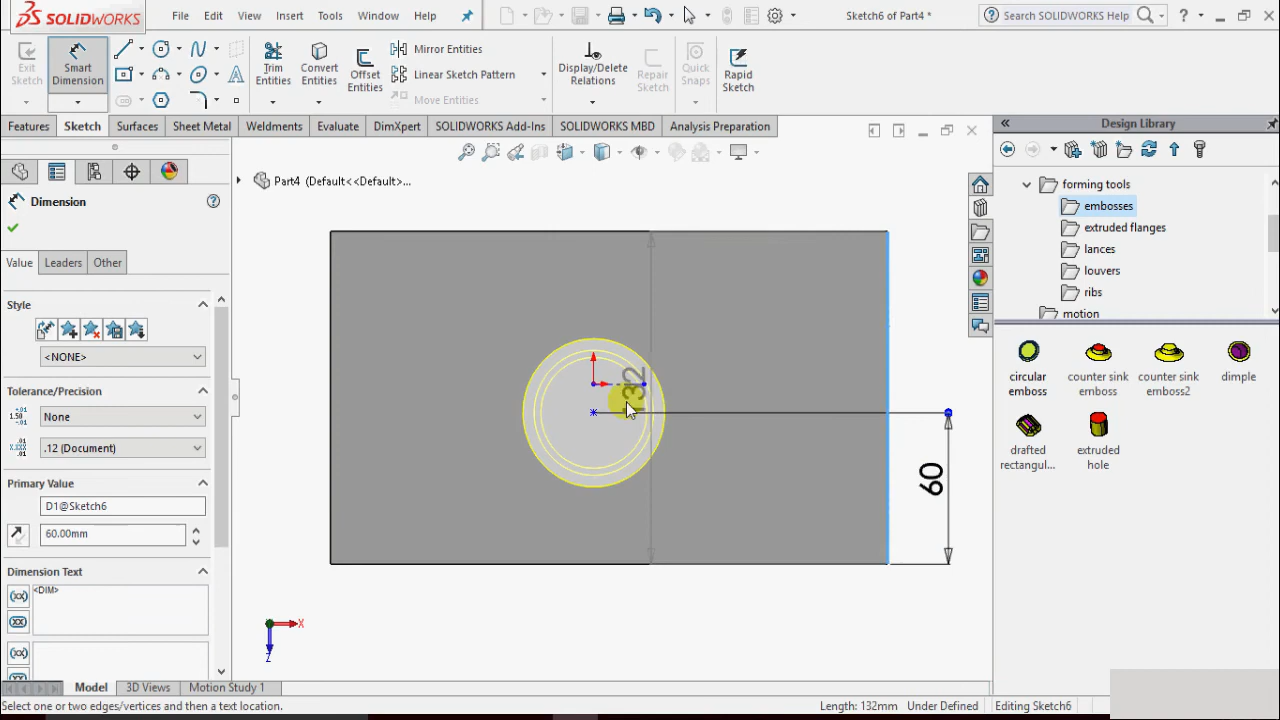 SOLIDWORKS
File
Edit
View
Insert
Tools
Window
Help
Sketch6 of Part4 *
Search SOLIDWORKS Help
Exit
Sketch
Smart
Dimension
Trim
Entities
Convert
Entities
Offset
Entities
Mirror Entities
Linear Sketch Pattern
Move Entities
Display/Delete
Relations
Repair
Sketch
Quick
Snaps
Rapid
Sketch
Features
Sketch
Surfaces
Sheet Metal
Weldments
Evaluate
DimXpert
SOLIDWORKS Add-Ins
SOLIDWORKS MBD
Analysis Preparation
Part4 (Default<<Default>...
Dimension
Value
Leaders
Other
Style
<NONE>
Tolerance/Precision
None
.12 (Document)
Primary Value
D1@Sketch6
60.00mm
Dimension Text
<DIM>
132
60
X
Z
Design Library
forming tools
embosses
extruded flanges
lances
louvers
ribs
motion
circular
emboss
counter sink
emboss
counter sink
emboss2
dimple
drafted
rectangul...
extruded
hole
Model
3D Views
Motion Study 1
Select one or two edges/vertices and then a text location.
Length: 132mm
Under Defined
Editing Sketch6